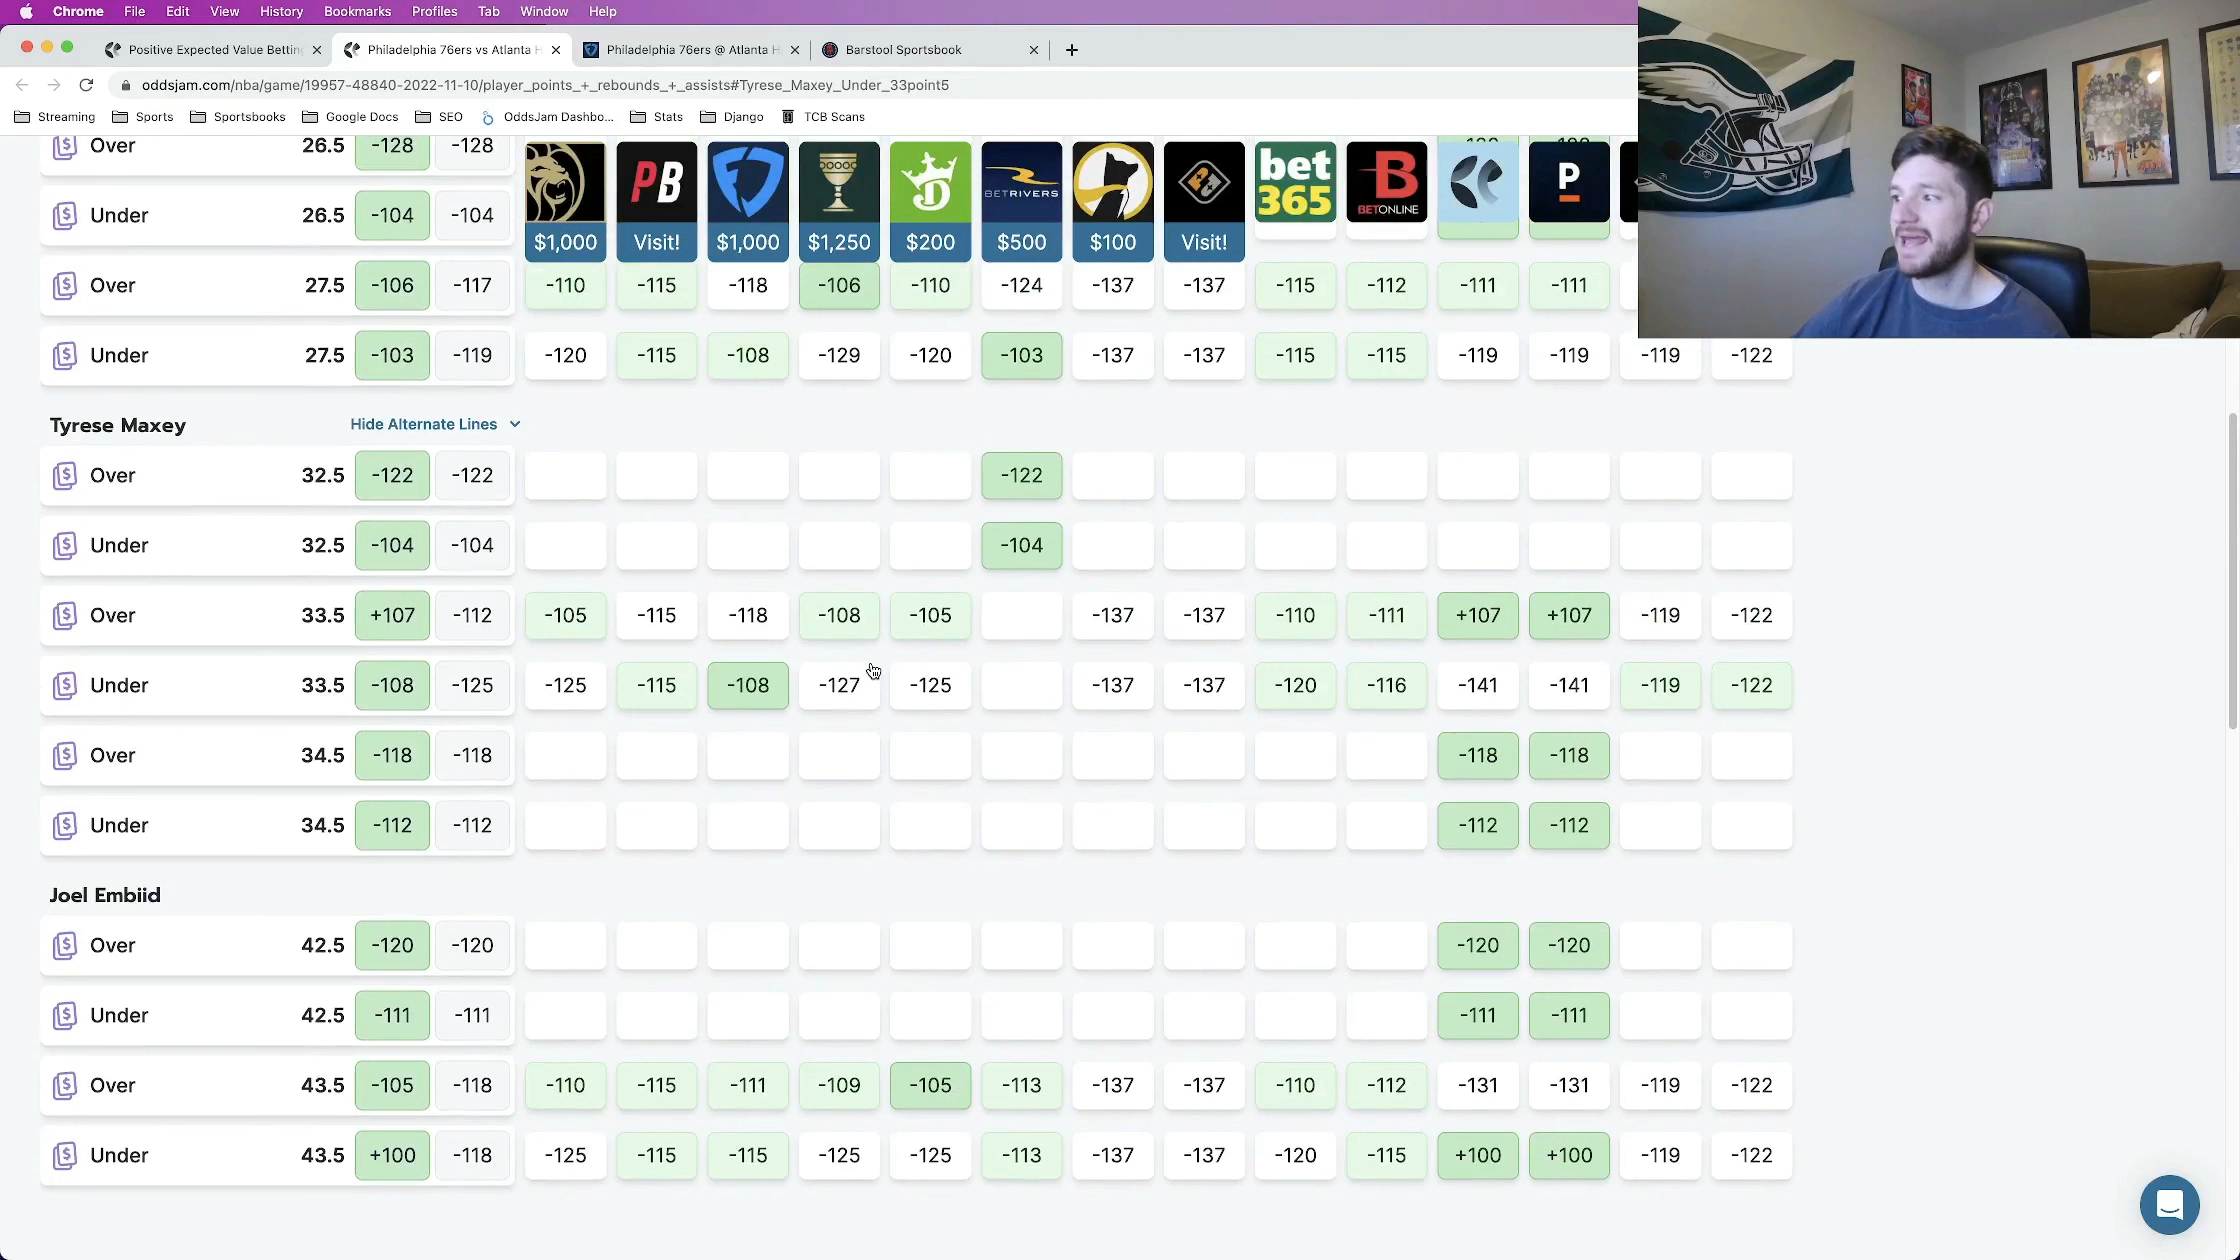 Chrome File Edit View History Bookmarks Profiles Tab Window Help
Positive Expected Value Bettin
Philadelphia 76ers vs Atlanta H
Philadelphia 76ers @ Atlanta H
Barstool Sportsbook
oddsjam.com/nba/game/19957-48840-2022-11-10/player_points_+_rebounds_+_assists#Tyrese_Maxey_Under_33point5
Streaming Sports Sportsbooks Google Docs SEO OddsJam Dashbo... Stats Django TCB Scans
Over 26.5 -128 -128
PB BETRIVERS bet365 B BETONLINE P
Under 26.5 -104 -104
$1,000 Visit! $1,000 $1,250 $200 $500 $100 Visit!
Over 27.5 -106 -117 -110 -115 -118 -106 -110 -124 -137 -137 -115 -112 -111 -111
Under 27.5 -103 -119 -120 -115 -108 -129 -120 -103 -137 -137 -115 -115 -119 -119 -119 -122
Tyrese Maxey Hide Alternate Lines
Over 32.5 -122 -122 -122
Under 32.5 -104 -104 -104
Over 33.5 +107 -112 -105 -115 -118 -108 -105 -137 -137 -110 -111 +107 +107 -119 -122
Under 33.5 -108 -125 -125 -115 -108 -127 -125 -137 -137 -120 -116 -141 -141 -119 -122
Over 34.5 -118 -118 -118 -118
Under 34.5 -112 -112 -112 -112
Joel Embiid
Over 42.5 -120 -120 -120 -120
Under 42.5 -111 -111 -111 -111
Over 43.5 -105 -118 -110 -115 -111 -109 -105 -113 -137 -137 -110 -112 -131 -131 -119 -122
Under 43.5 +100 -118 -125 -115 -115 -125 -125 -113 -137 -137 -120 -115 +100 +100 -119 -122